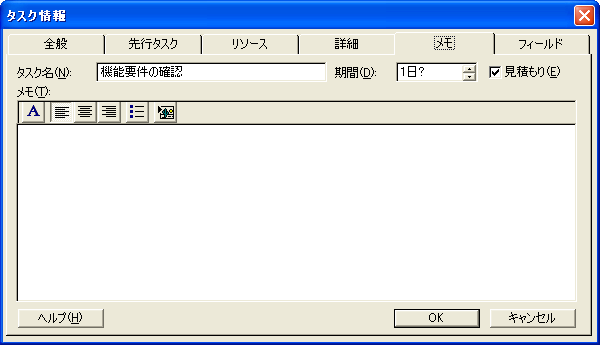 タスク情報
全般 先行タスク リソース 詳細 メモ フィールド
タスク名(N): 機能要件の確認 期間(D): 1日? 見積もり(E)
メモ(T):
A
ヘルプ(H) OK キャンセル